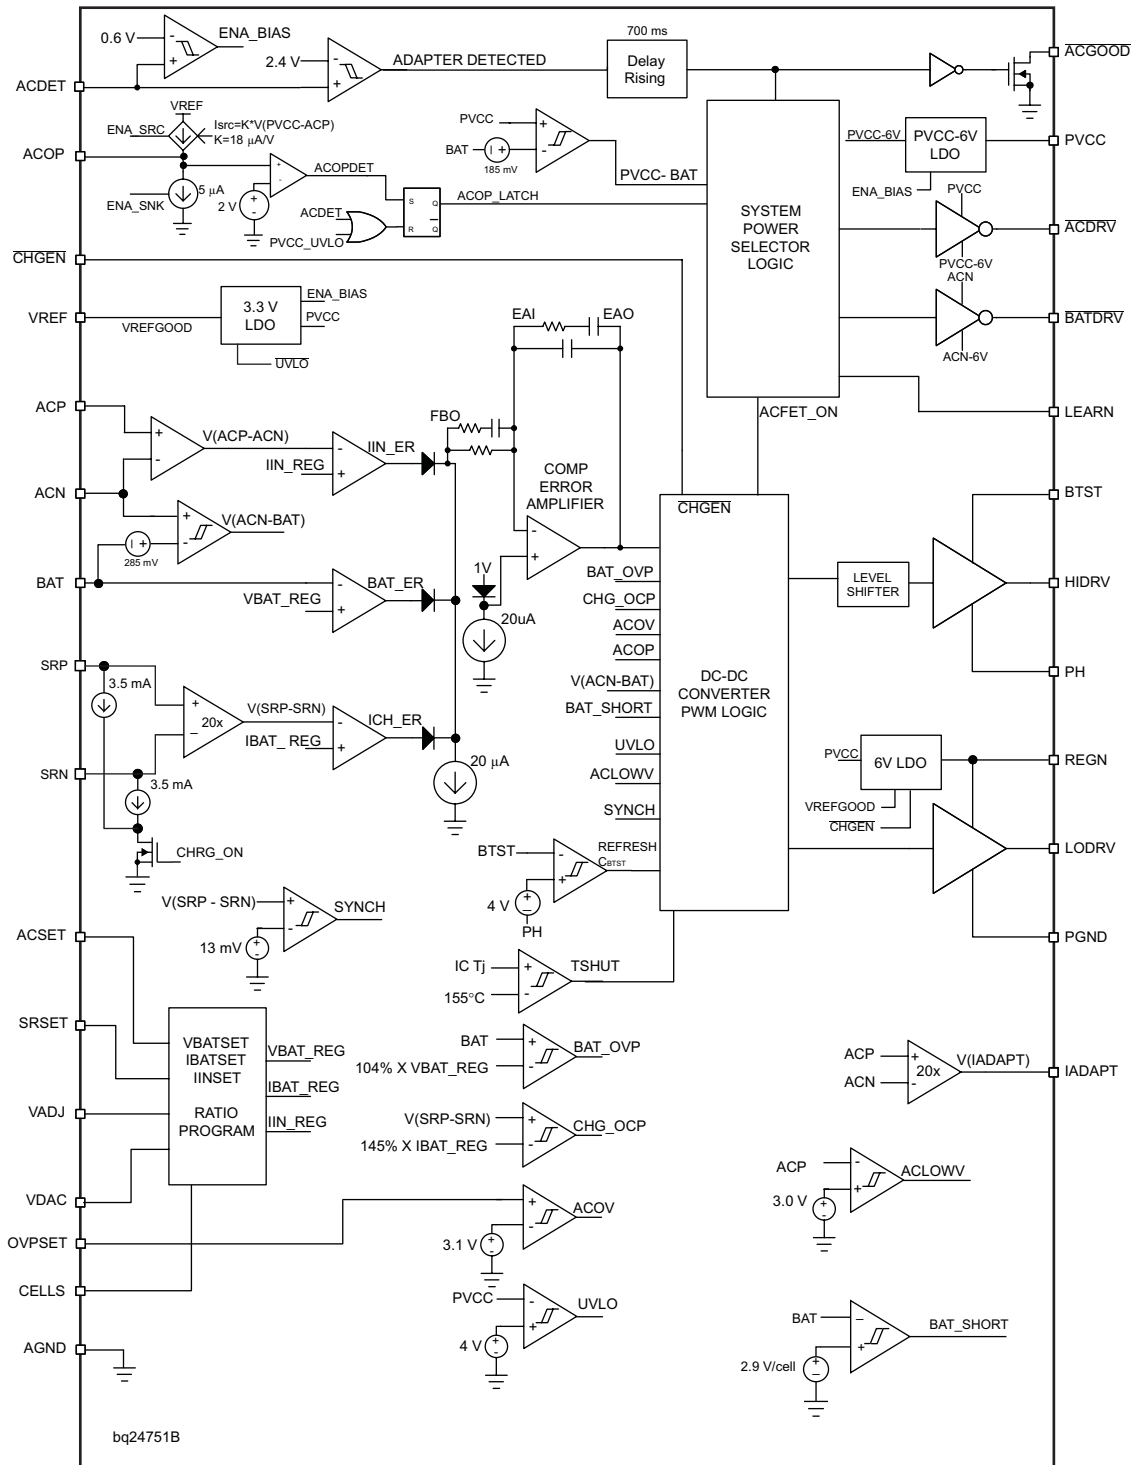 0.6 V
ENA_BIAS
2.4 V
ADAPTER DETECTED
700 ms
Delay
Rising
ACGOOD
ACDET
VREF
ENA_SRC
Isrc=K*V(PVCC-ACP)
K=18 µA/V
ACOP
ENA_SNK
5 µA
2 V
ACOPDET
ACDET
PVCC_UVLO
S
Q
R
Q
ACOP_LATCH
PVCC
BAT
185 mV
PVCC- BAT
SYSTEM
POWER
SELECTOR
LOGIC
PVCC-6V
PVCC-6V
LDO
ENA_BIAS
PVCC
PVCC
ACDRV
PVCC-6V
ACN
BATDRV
ACN-6V
CHGEN
VREF
VREFGOOD
3.3 V
LDO
ENA_BIAS
PVCC
UVLO
EAI
EAO
ACFET_ON
LEARN
ACP
V(ACP-ACN)
IIN_REG
IIN_ER
FBO
COMP
ERROR
AMPLIFIER
ACN
V(ACN-BAT)
285 mV
BAT
VBAT_REG
BAT_ER
1V
20uA
CHGEN
BAT_OVP
CHG_OCP
ACOV
ACOP
V(ACN-BAT)
BAT_SHORT
UVLO
ACLOWV
SYNCH
DC-DC
CONVERTER
PWM LOGIC
LEVEL
SHIFTER
BTST
HIDRV
PH
SRP
3.5 mA
20x
V(SRP-SRN)
IBAT_ REG
ICH_ER
20 µA
SRN
3.5 mA
CHRG_ON
PVCC
6V LDO
VREFGOOD
CHGEN
REGN
LODRV
PGND
BTST
4 V
PH
REFRESH
CBTST
V(SRP - SRN)
13 mV
SYNCH
IC Tj
155°C
TSHUT
ACSET
SRSET
VADJ
VDAC
OVPSET
CELLS
AGND
VBATSET
IBATSET
IINSET
RATIO
PROGRAM
VBAT_REG
IBAT_REG
IIN_REG
BAT
104% X VBAT_REG
BAT_OVP
V(SRP-SRN)
145% X IBAT_REG
CHG_OCP
3.1 V
ACOV
PVCC
4 V
UVLO
ACP
ACN
20x
V(IADAPT)
IADAPT
ACP
3.0 V
ACLOWV
BAT
2.9 V/cell
BAT_SHORT
bq24751B